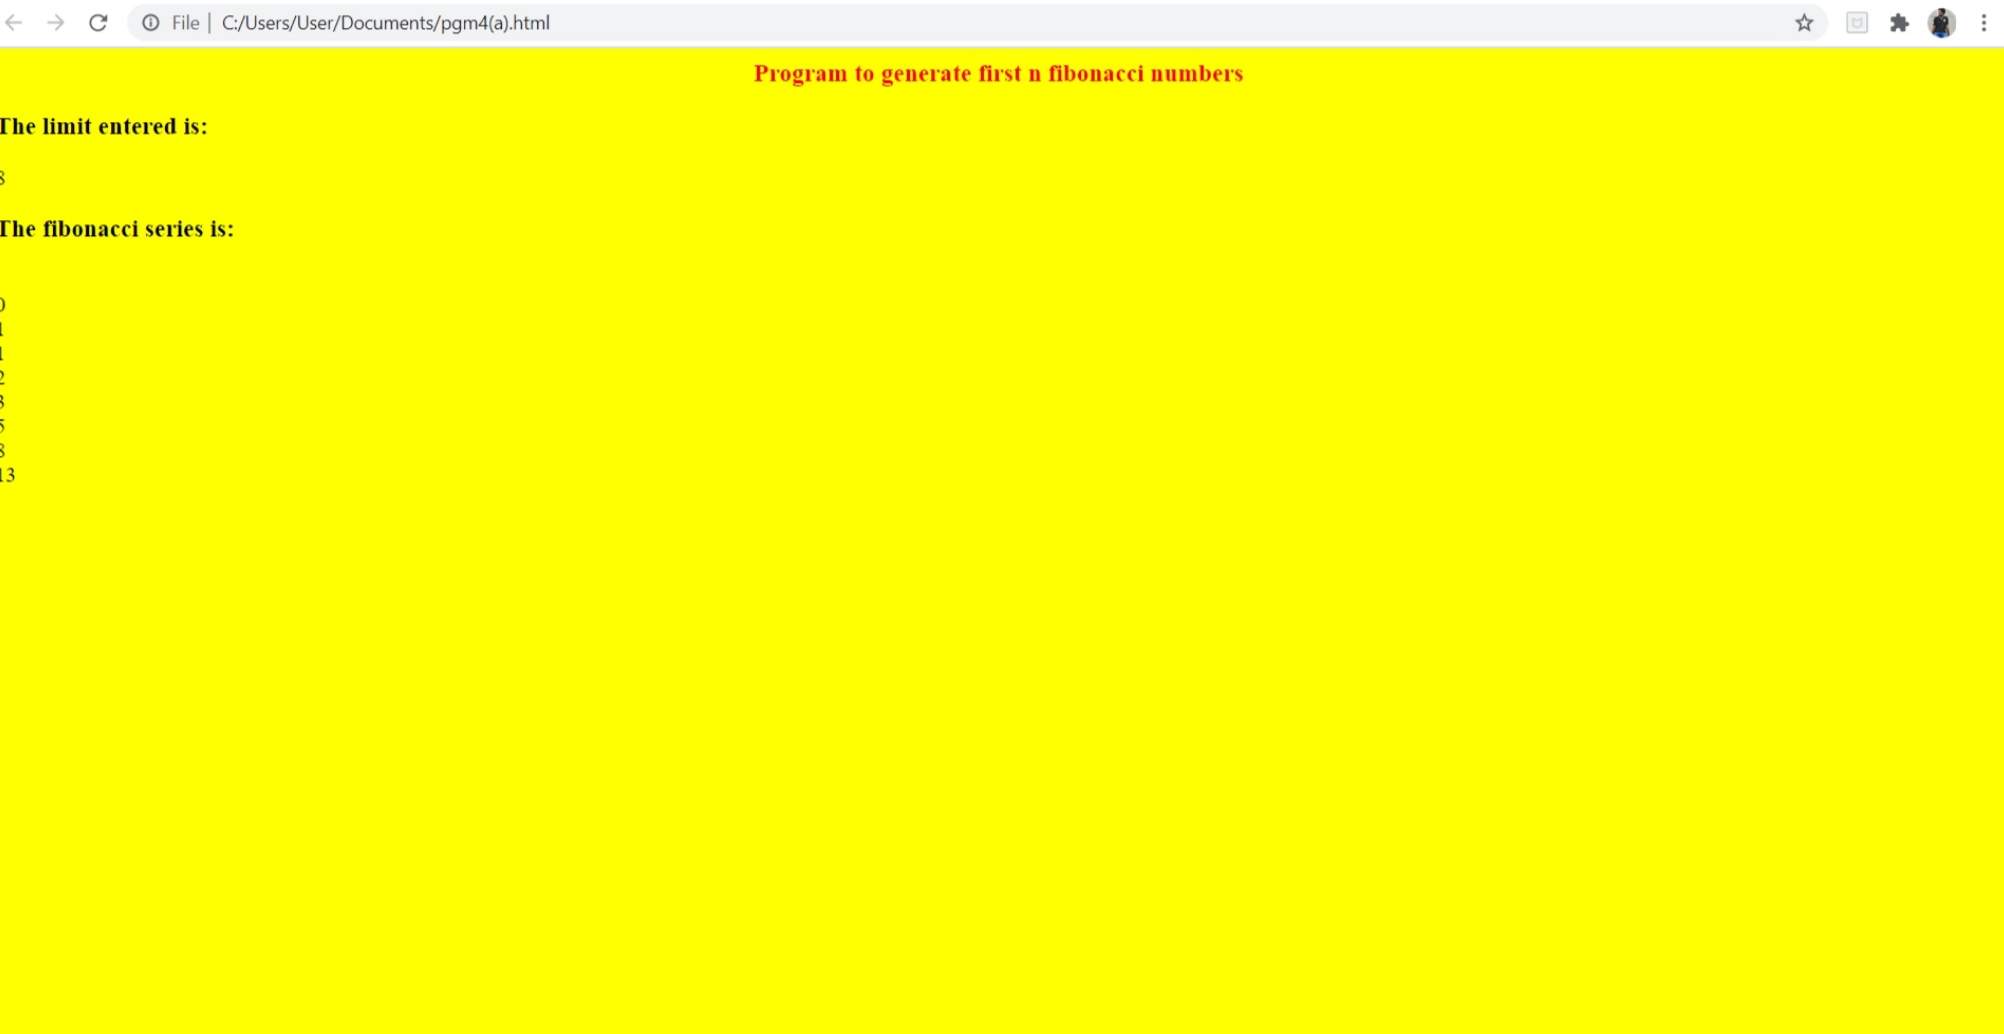 File | C:/Users/User/Documents/pgm4(a).html
Program to generate first n fibonacci numbers
The limit entered is:
8
The fibonacci series is:
0
1
1
2
3
5
8
13